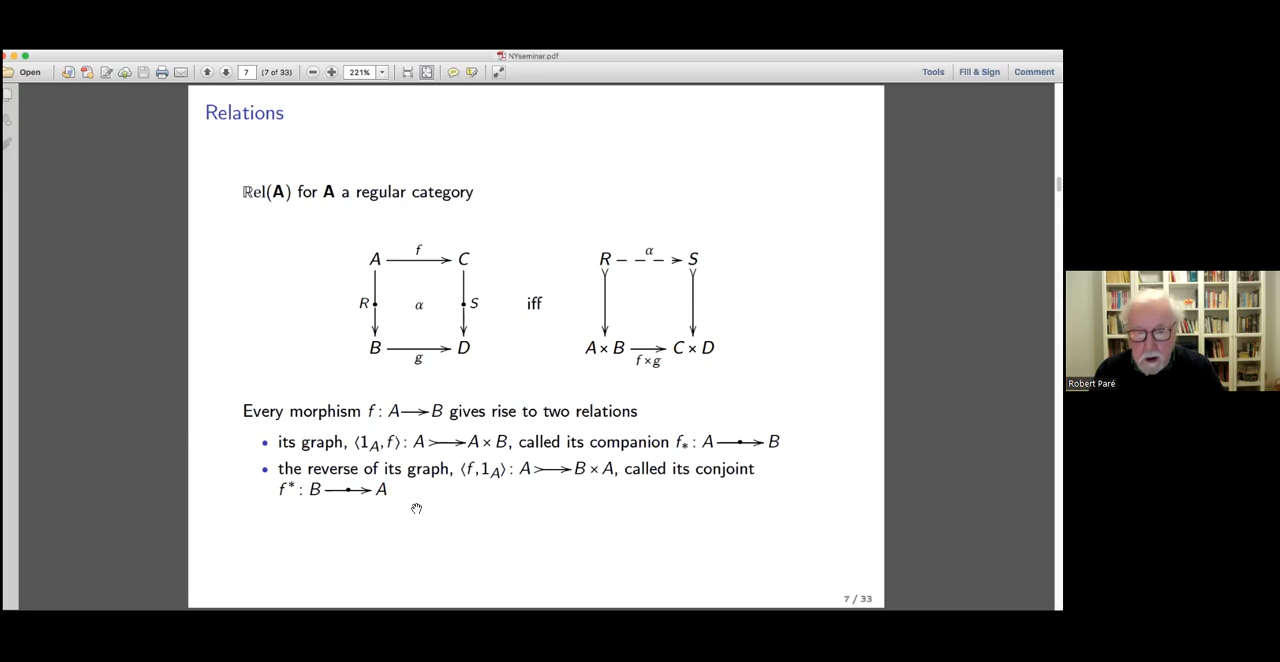 NYseminar.pdf
Open 7 (7 of 33) 221% Tools Fill & Sign Comment
Relations
ℝel(A) for A a regular category
A f C R α S
R B g D α
iff
S
A × B f×g C × D
Robert Paré
Every morphism f : A → B gives rise to two relations
• its graph, ⟨1_A, f⟩ : A ↣ A × B, called its companion f_* : A —•→ B
• the reverse of its graph, ⟨f, 1_A⟩ : A ↣ B × A, called its conjoint
f^* : B —•→ A
7 / 33